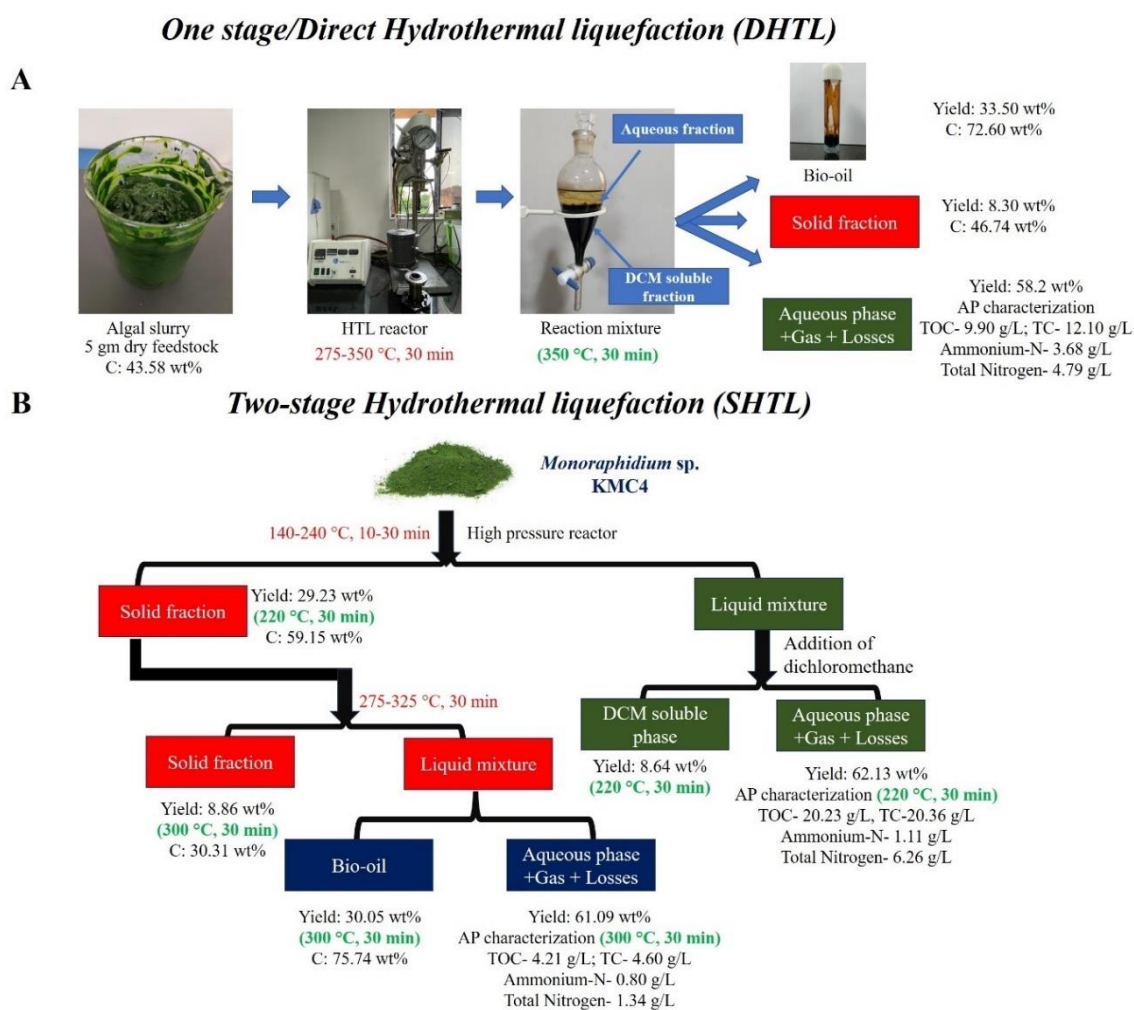 One stage/Direct Hydrothermal liquefaction (DHTL)
A
Algal slurry
5 gm dry feedstock
C: 43.58 wt%
HTL reactor
275-350 °C, 30 min
Aqueous fraction
DCM soluble
fraction
Reaction mixture
(350 °C, 30 min)
Bio-oil
Yield: 33.50 wt%
C: 72.60 wt%
Solid fraction
Yield: 8.30 wt%
C: 46.74 wt%
Aqueous phase
+Gas + Losses
Yield: 58.2 wt%
AP characterization
TOC- 9.90 g/L; TC- 12.10 g/L
Ammonium-N- 3.68 g/L
Total Nitrogen- 4.79 g/L
B
Two-stage Hydrothermal liquefaction (SHTL)
Monoraphidium sp.
KMC4
140-240 °C, 10-30 min
High pressure reactor
Solid fraction
Yield: 29.23 wt%
(220 °C, 30 min)
C: 59.15 wt%
Liquid mixture
Addition of
dichloromethane
275-325 °C, 30 min
DCM soluble
phase
Yield: 8.64 wt%
(220 °C, 30 min)
Aqueous phase
+Gas + Losses
Yield: 62.13 wt%
AP characterization (220 °C, 30 min)
TOC- 20.23 g/L, TC-20.36 g/L
Ammonium-N- 1.11 g/L
Total Nitrogen- 6.26 g/L
Solid fraction
Yield: 8.86 wt%
(300 °C, 30 min)
C: 30.31 wt%
Liquid mixture
Bio-oil
Yield: 30.05 wt%
(300 °C, 30 min)
C: 75.74 wt%
Aqueous phase
+Gas + Losses
Yield: 61.09 wt%
AP characterization (300 °C, 30 min)
TOC- 4.21 g/L; TC- 4.60 g/L
Ammonium-N- 0.80 g/L
Total Nitrogen- 1.34 g/L